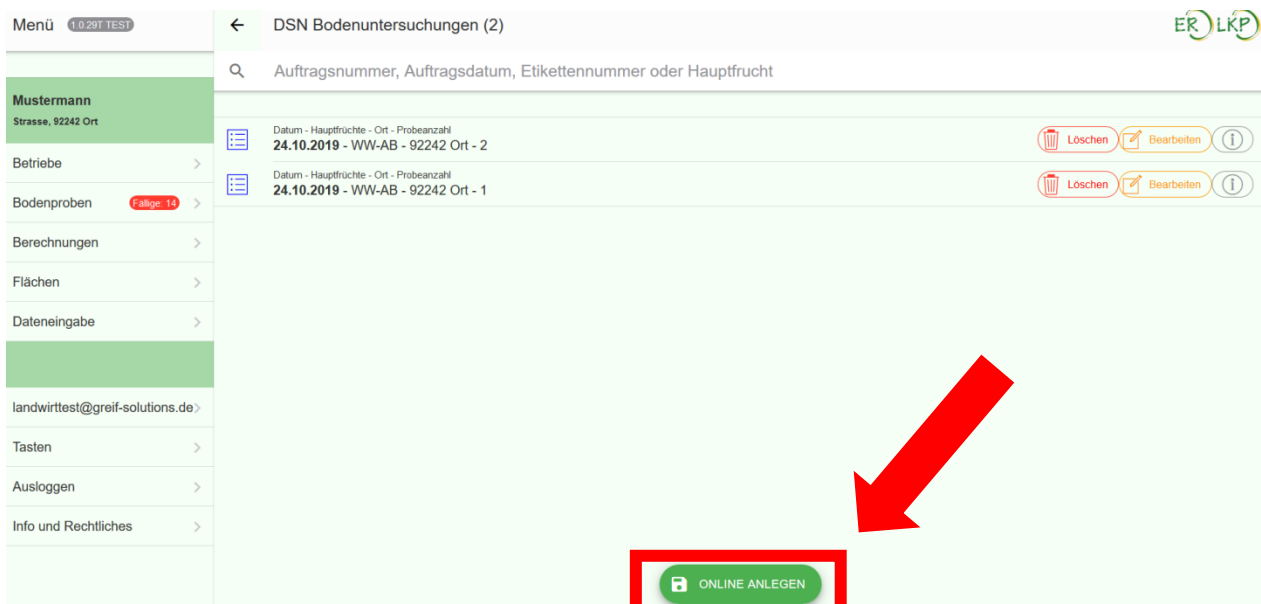 Menü 1.0.29T TEST
DSN Bodenuntersuchungen (2)
ER LKP
Auftragsnummer, Auftragsdatum, Etikettennummer oder Hauptfrucht
Mustermann
Strasse, 92242 Ort
Betriebe
Bodenproben Fällige: 14
Berechnungen
Flächen
Dateneingabe
landwirttest@greif-solutions.de
Tasten
Ausloggen
Info und Rechtliches
Datum - Hauptfrüchte - Ort - Probeanzahl
24.10.2019 - WW-AB - 92242 Ort - 2
Löschen Bearbeiten
Datum - Hauptfrüchte - Ort - Probeanzahl
24.10.2019 - WW-AB - 92242 Ort - 1
Löschen Bearbeiten
ONLINE ANLEGEN